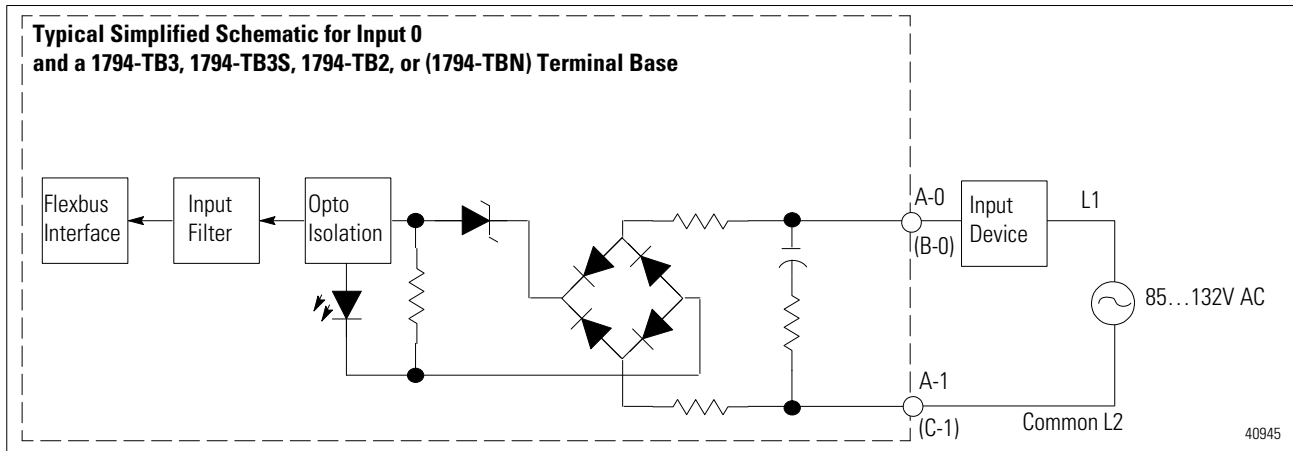 Typical Simplified Schematic for Input 0
and a 1794-TB3, 1794-TB3S, 1794-TB2, or (1794-TBN) Terminal Base
Flexbus
Interface
Input
Filter
Opto
Isolation
A-0
(B-0)
Input
Device
L1
85...132V AC
A-1
(C-1)
Common L2
40945